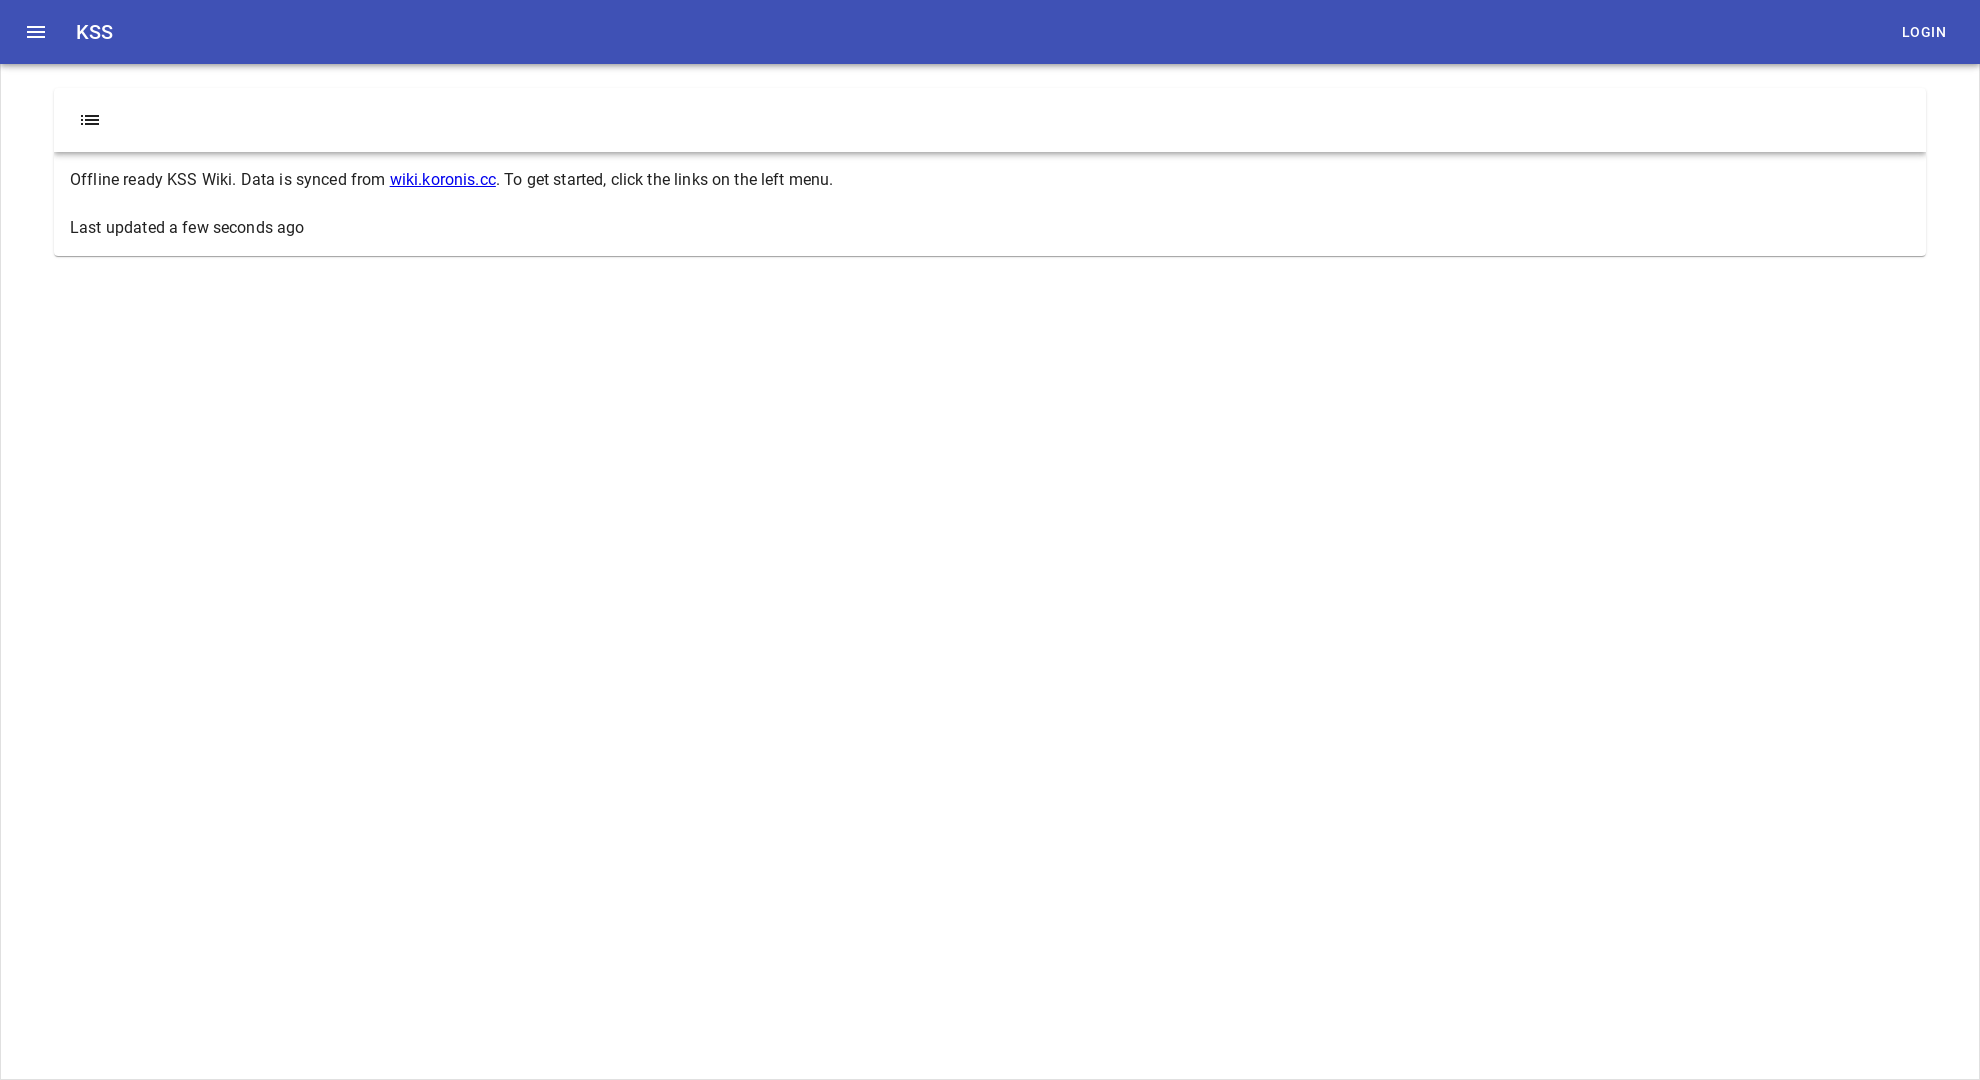 KSS
LOGIN
Offline ready KSS Wiki. Data is synced from wiki.koronis.cc. To get started, click the links on the left menu.
Last updated a few seconds ago